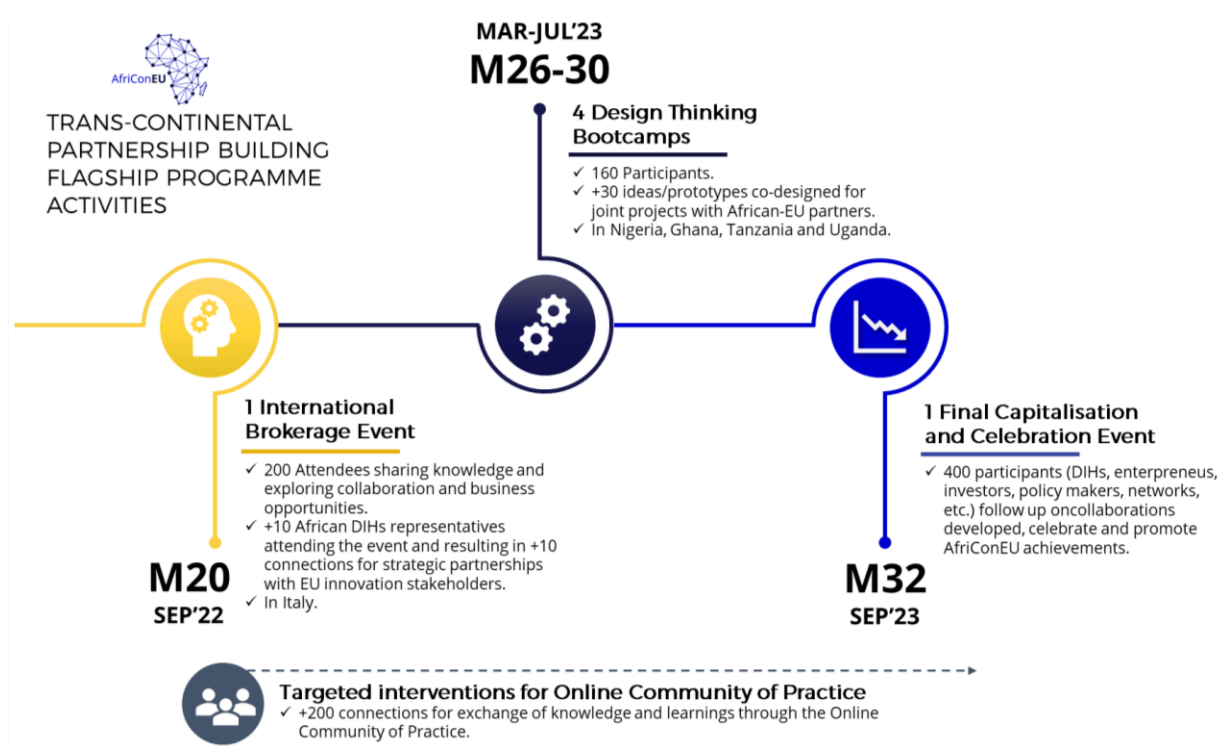 AfriConEU
TRANS-CONTINENTAL
PARTNERSHIP BUILDING
FLAGSHIP PROGRAMME
ACTIVITIES
MAR-JUL'23
M26-30
4 Design Thinking
Bootcamps
✓ 160 Participants.
✓ +30 ideas/prototypes co-designed for
joint projects with African-EU partners.
✓ In Nigeria, Ghana, Tanzania and Uganda.
1 International
Brokerage Event
✓ 200 Attendees sharing knowledge and
exploring collaboration and business
opportunities.
✓ +10 African DIHs representatives
attending the event and resulting in +10
connections for strategic partnerships
with EU innovation stakeholders.
✓ In Italy.
M20
SEP'22
1 Final Capitalisation
and Celebration Event
✓ 400 participants (DIHs, enterpreneus,
investors, policy makers, networks,
etc.) follow up oncollaborations
developed, celebrate and promote
AfriConEU achievements.
M32
SEP'23
Targeted interventions for Online Community of Practice
✓ +200 connections for exchange of knowledge and learnings through the Online
Community of Practice.